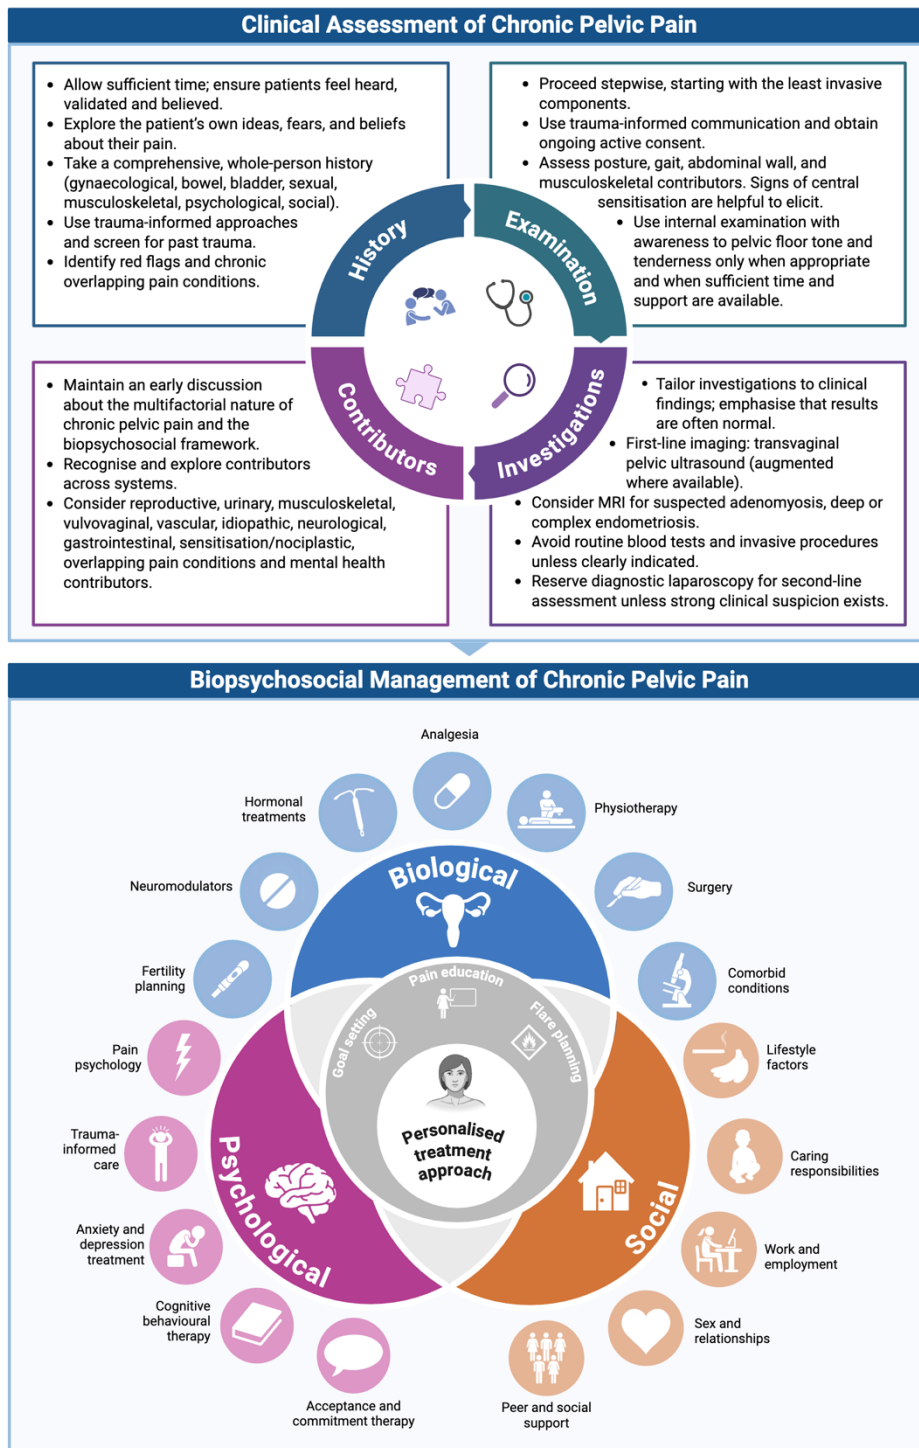 Clinical Assessment of Chronic Pelvic Pain
• Allow sufficient time; ensure patients feel heard,
validated and believed.
• Explore the patient's own ideas, fears, and beliefs
about their pain.
• Take a comprehensive, whole-person history
(gynaecological, bowel, bladder, sexual,
musculoskeletal, psychological, social).
• Use trauma-informed approaches
and screen for past trauma.
• Identify red flags and chronic
overlapping pain conditions.
• Proceed stepwise, starting with the least invasive
components.
• Use trauma-informed communication and obtain
ongoing active consent.
• Assess posture, gait, abdominal wall, and
musculoskeletal contributors. Signs of central
sensitisation are helpful to elicit.
• Use internal examination with
awareness to pelvic floor tone and
tenderness only when appropriate
and when sufficient time and
support are available.
History
Examination
Contributors
Investigations
• Maintain an early discussion
about the multifactorial nature of
chronic pelvic pain and the
biopsychosocial framework.
• Recognise and explore contributors
across systems.
• Consider reproductive, urinary, musculoskeletal,
vulvovaginal, vascular, idiopathic, neurological,
gastrointestinal, sensitisation/nociplastic,
overlapping pain conditions and mental health
contributors.
• Tailor investigations to clinical
findings; emphasise that results
are often normal.
• First-line imaging: transvaginal
pelvic ultrasound (augmented
where available).
• Consider MRI for suspected adenomyosis, deep or
complex endometriosis.
• Avoid routine blood tests and invasive procedures
unless clearly indicated.
• Reserve diagnostic laparoscopy for second-line
assessment unless strong clinical suspicion exists.
Biopsychosocial Management of Chronic Pelvic Pain
Analgesia
Hormonal
treatments
Physiotherapy
Neuromodulators
Surgery
Fertility
planning
Comorbid
conditions
Biological
Pain education
Goal setting
Flare planning
Personalised
treatment
approach
Psychological
Social
Pain
psychology
Lifestyle
factors
Trauma-
informed
care
Caring
responsibilities
Anxiety and
depression
treatment
Work and
employment
Cognitive
behavioural
therapy
Sex and
relationships
Acceptance and
commitment therapy
Peer and social
support